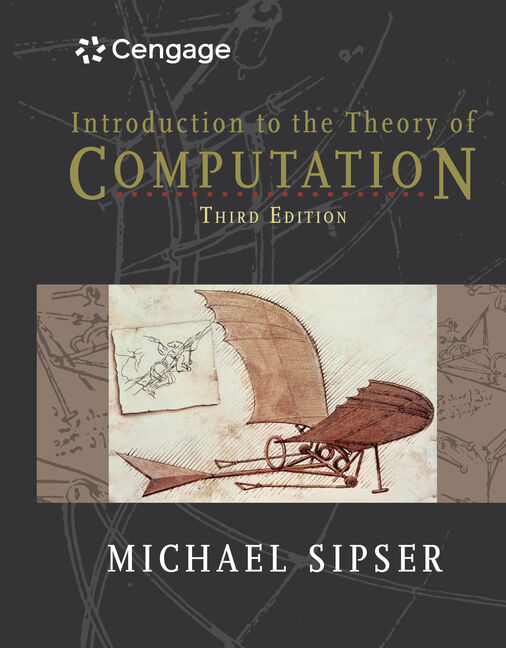 Cengage
Introduction to the Theory of
COMPUTATION
THIRD EDITION
MICHAEL SIPSER